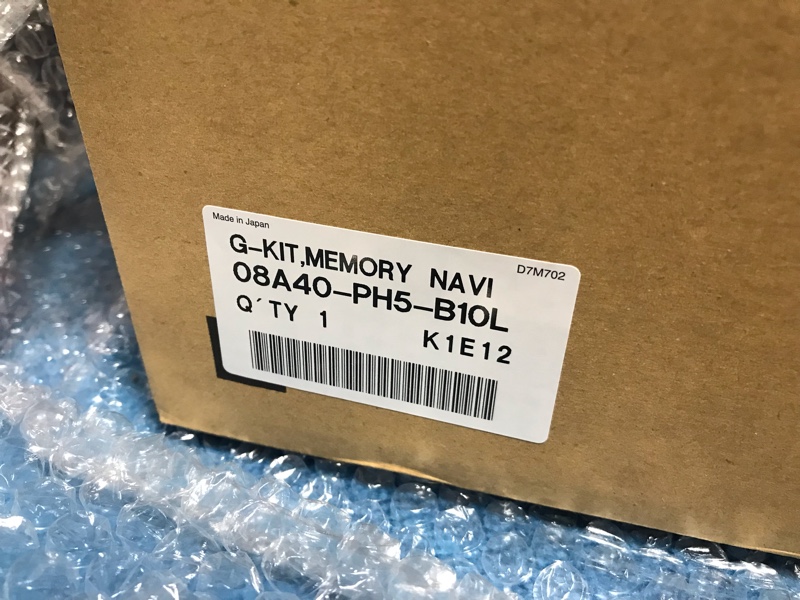 Made in Japan
D7M702
G-KIT,MEMORY NAVI
08A40-PH5-B10L
Q'TY 1
K1E12